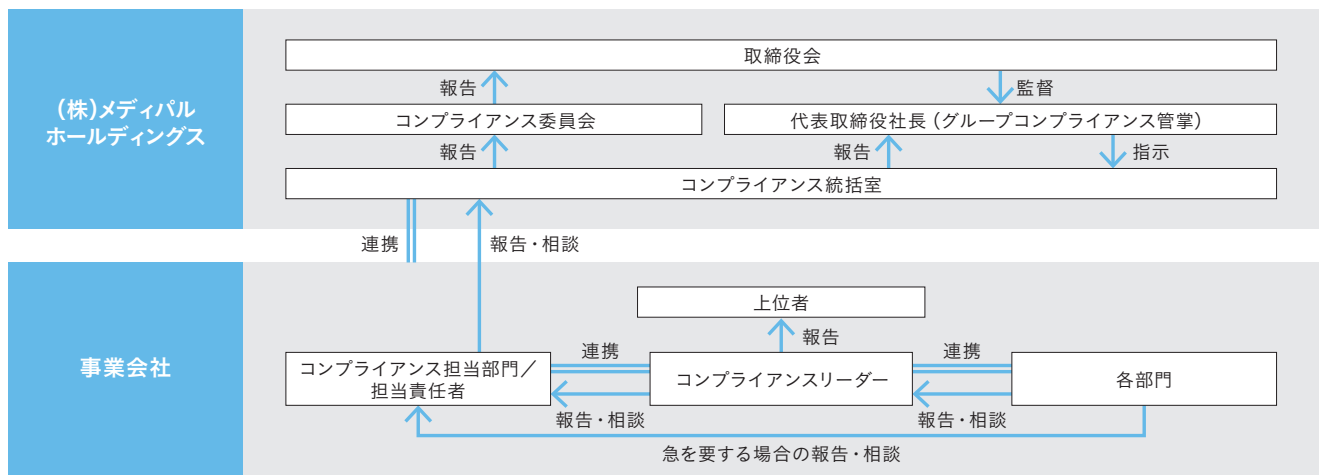 取締役会
報告
監督
(株)メディパル
ホールディングス
コンプライアンス委員会
代表取締役社長(グループコンプライアンス管掌)
報告
報告
指示
コンプライアンス統括室
連携
報告・相談
上位者
報告
事業会社
コンプライアンス担当部門/
担当責任者
連携
コンプライアンスリーダー
連携
各部門
報告・相談
報告・相談
急を要する場合の報告・相談